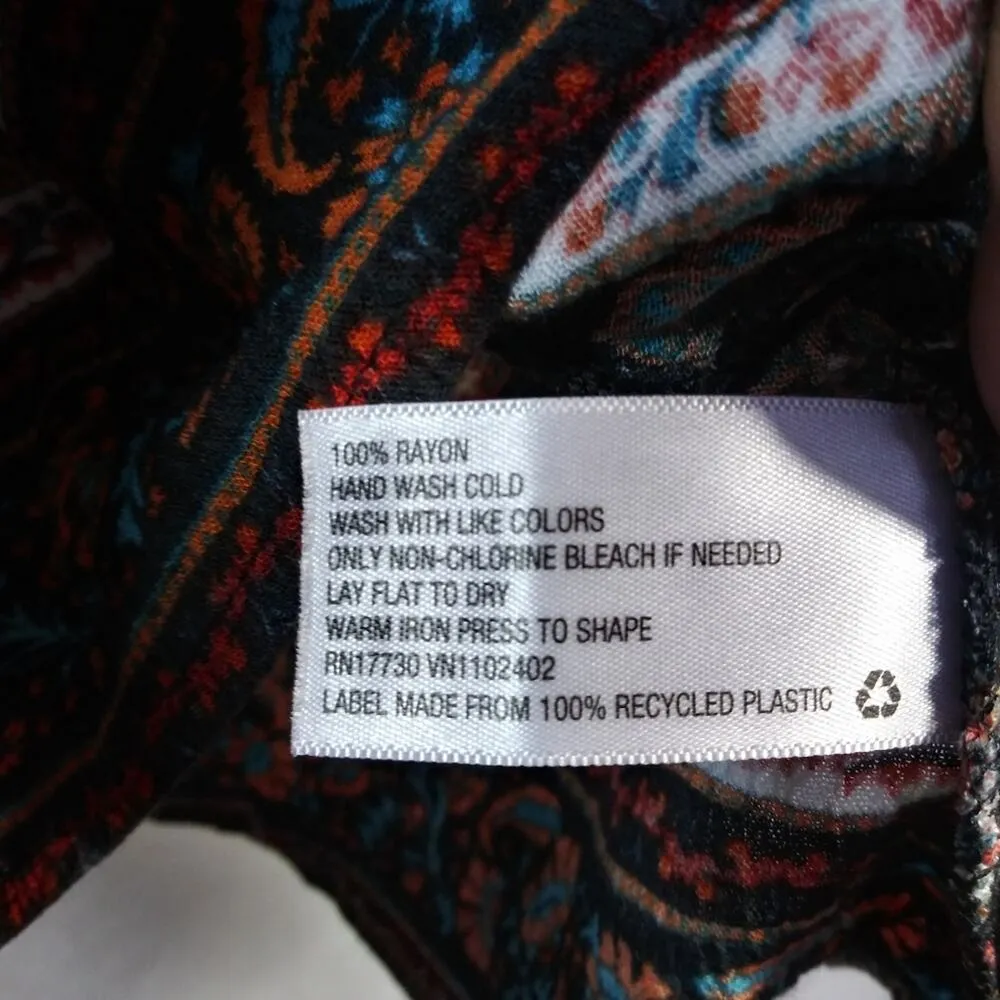 100% RAYON
HAND WASH COLD
WASH WITH LIKE COLORS
ONLY NON-CHLORINE BLEACH IF NEEDED
LAY FLAT TO DRY
WARM IRON PRESS TO SHAPE
RN17730 VN1102402
LABEL MADE FROM 100% RECYCLED PLASTIC